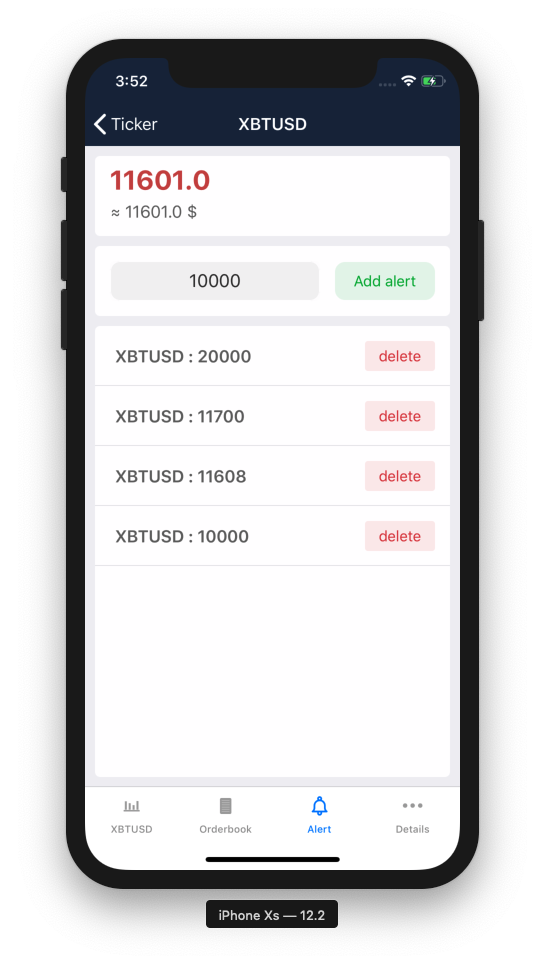 3:52
Ticker
XBTUSD
11601.0
≈ 11601.0 $
10000
Add alert
XBTUSD : 20000
delete
XBTUSD : 11700
delete
XBTUSD : 11608
delete
XBTUSD : 10000
delete
XBTUSD
Orderbook
Alert
Details
iPhone Xs — 12.2